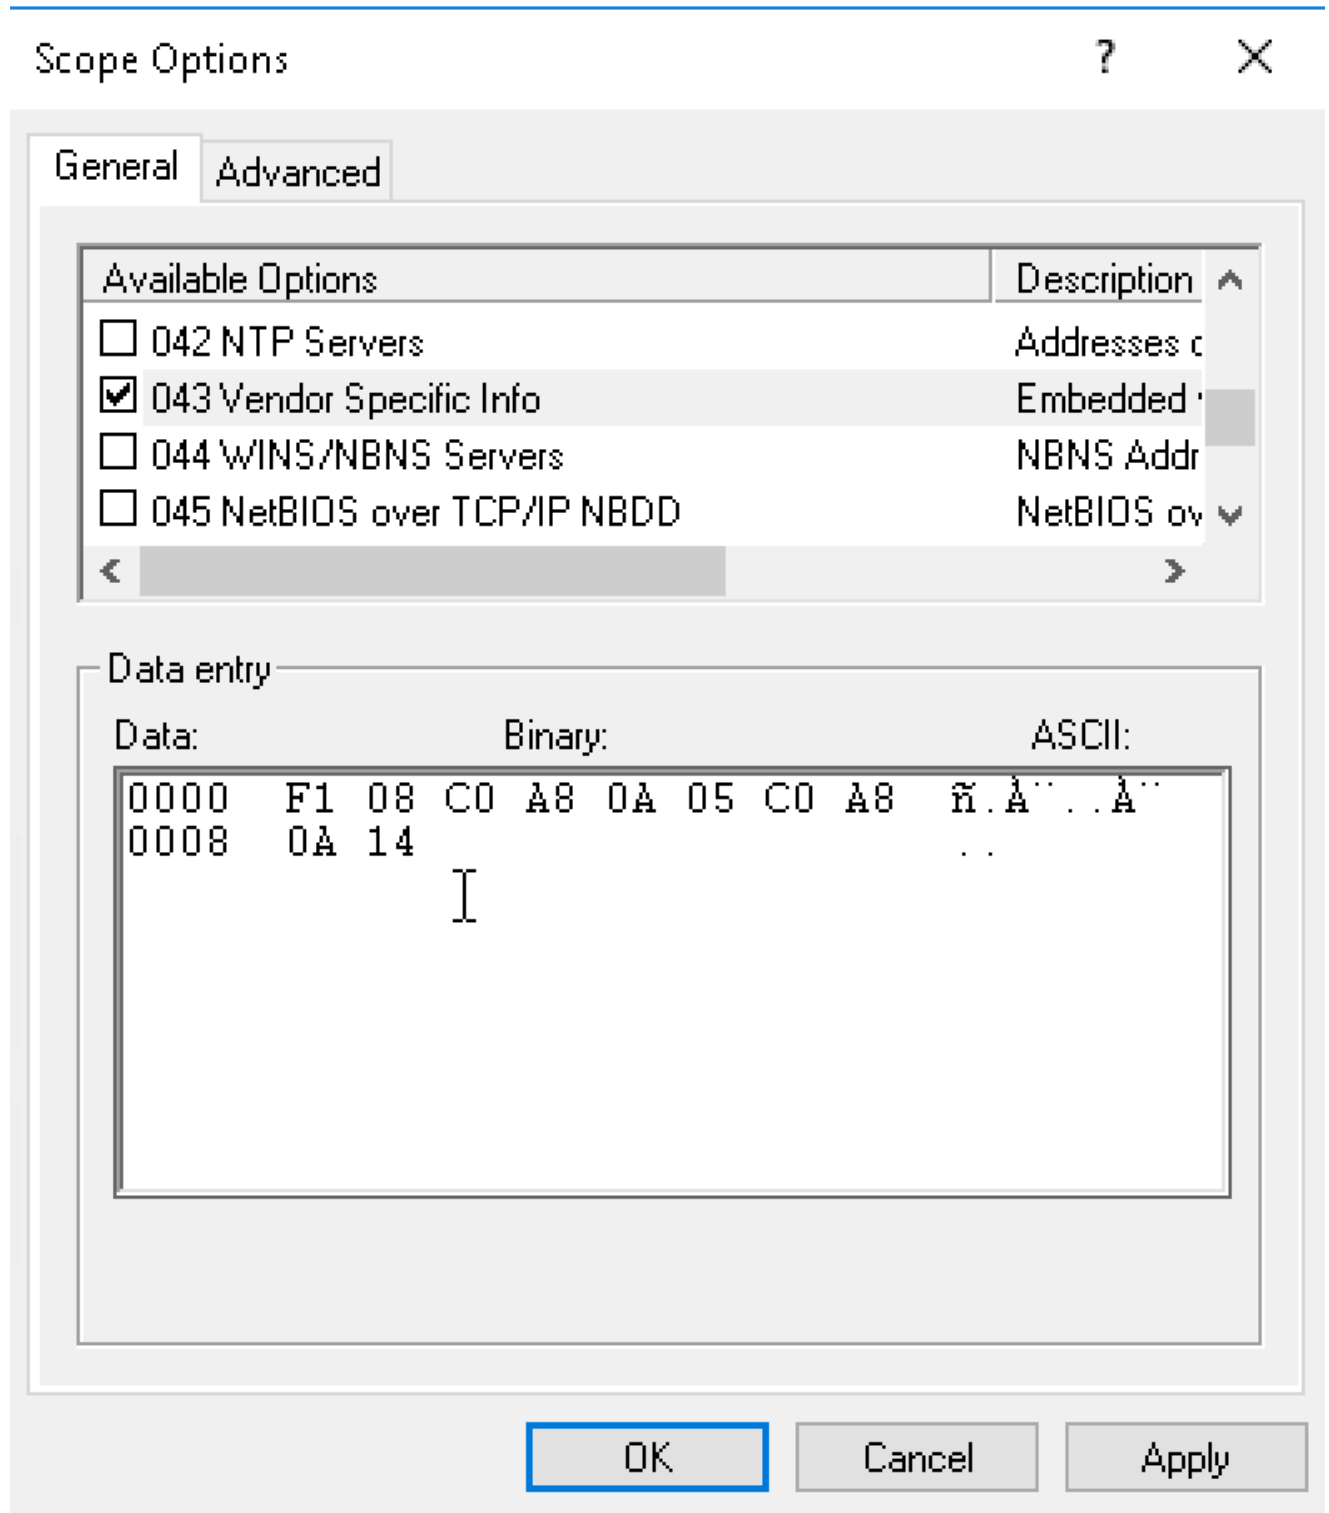 Scope Options ?
General Advanced
Available Options Description
042 NTP Servers Addresses
043 Vendor Specific Info Embedded
044 WINS/NBNS Servers NBNS Addr
045 NetBIOS over TCP/IP NBDD NetBIOS ov
Data entry
Data: Binary: ASCII:
0000 F1 08 C0 A8 0A 05 C0 A8 ñ.À¨..À¨
0008 0A 14 ..
OK Cancel Apply